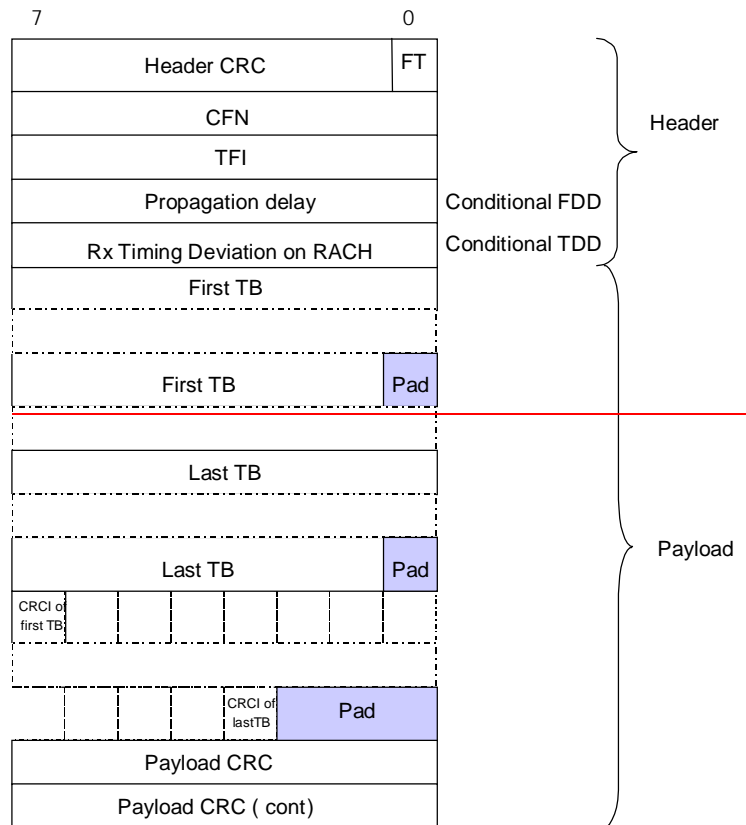 7 0
Header CRC FT
CFN
Header
TFI
Propagation delay Conditional FDD
Rx Timing Deviation on RACH Conditional TDD
First TB
First TB Pad
Last TB
Payload
Last TB Pad
CRCI of
first TB
CRCI of
lastTB
Pad
Payload CRC
Payload CRC ( cont)